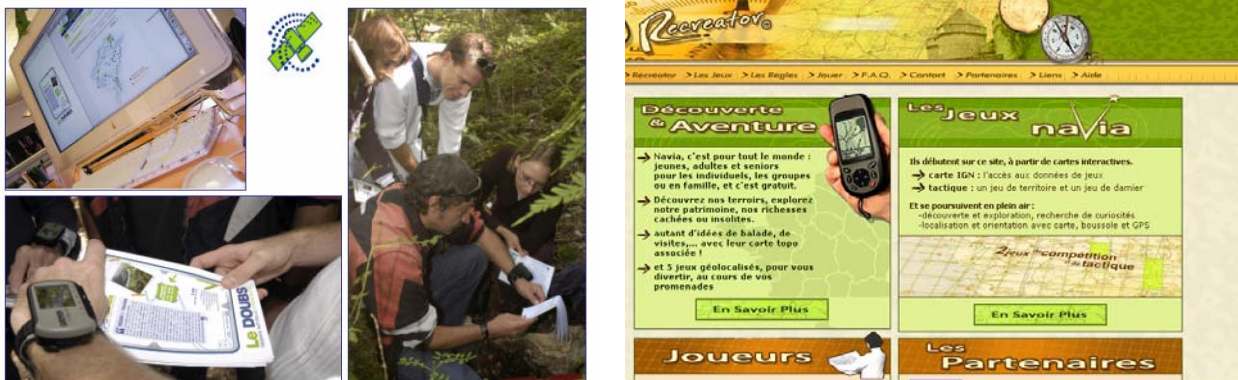 Le DOUBS
Recreator
> Récréator > Les Jeux > Les Règles > Jouer > F.A.Q. > Contact > Partenaires > Liens > Aide
Découverte
& Aventure
Navia, c'est pour tout le monde :
jeunes, adultes et seniors
pour les individuels, les groupes
ou en famille, et c'est gratuit.
Découvrez nos terroirs, explorez
notre patrimoine, nos richesses
cachées ou insolites.
autant d'idées de balade, de
visites,... avec leur carte topo
associée !
et 5 jeux géolocalisés, pour vous
divertir, au cours de vos
promenades
En Savoir Plus
Les
Jeux
navia
Ils débutent sur ce site, à partir de cartes interactives.
carte IGN : l'accès aux données de jeux
tactique : un jeu de territoire et un jeu de damier
Et se poursuivent en plein air :
-découverte et exploration, recherche de curiosités
-localisation et orientation avec carte, boussole et GPS
2 jeux de compétition
et de tactique
En Savoir Plus
Joueurs
Les
Partenaires